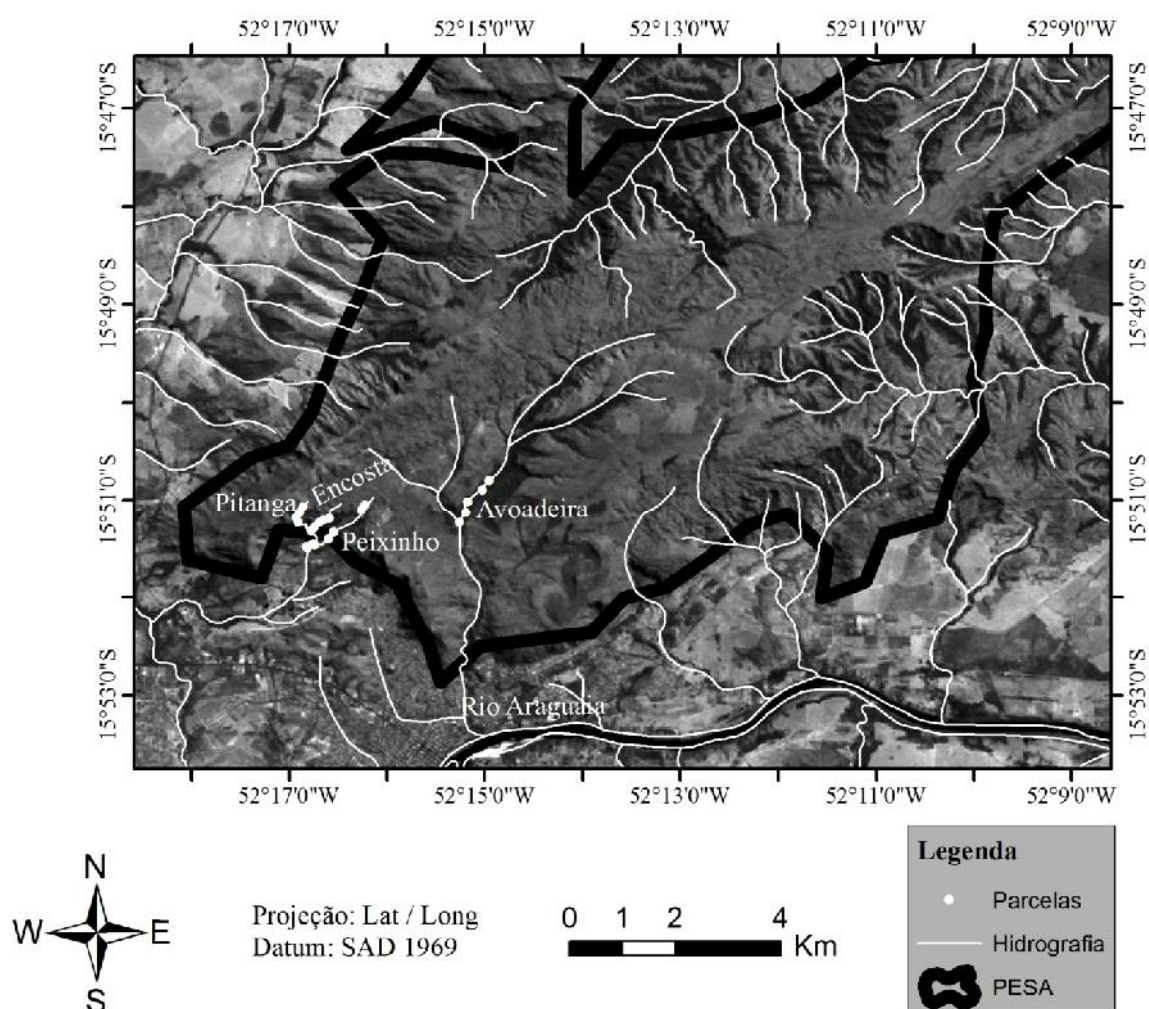 52°17'0"W 52°15'0"W 52°13'0"W 52°11'0"W 52°9'0"W
15°47'0"S 15°47'0"S
15°49'0"S 15°49'0"S
Encosta
Pitanga 
15°51'0"S 15°51'0"S
Avoadeira
Peixinho
15°53'0"S 15°53'0"S
Rio Araguaia
52°17'0"W 52°15'0"W 52°13'0"W 52°11'0"W 52°9'0"W
N
W E
S
Projeção: Lat / Long
Datum: SAD 1969
0 1 2 4
Km
Legenda
Parcelas
Hidrografia
PESA